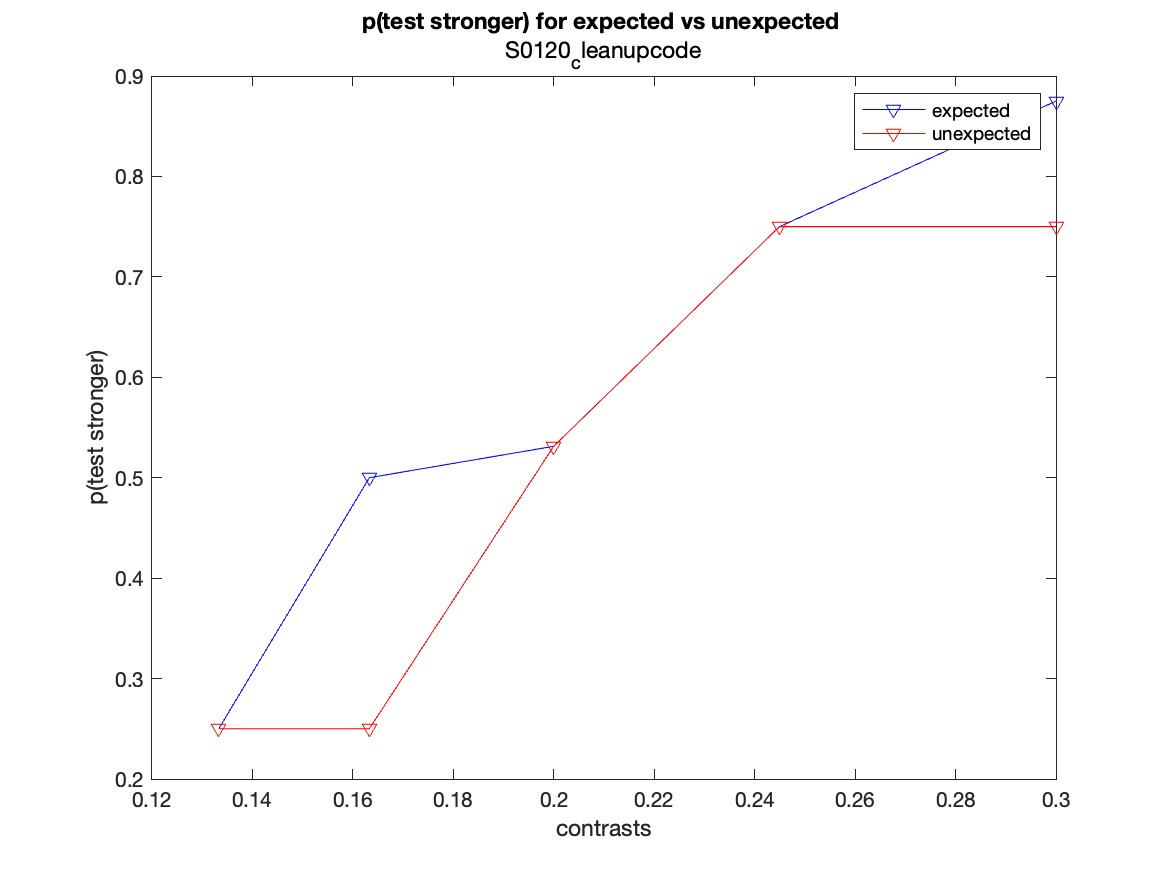 p(test stronger) for expected vs unexpected
S0120_cleanupcode
0.9
0.8
0.7
0.6
0.5
0.4
0.3
0.2
p(test stronger)
expected
unexpected
0.12 0.14 0.16 0.18 0.2 0.22 0.24 0.26 0.28 0.3
contrasts